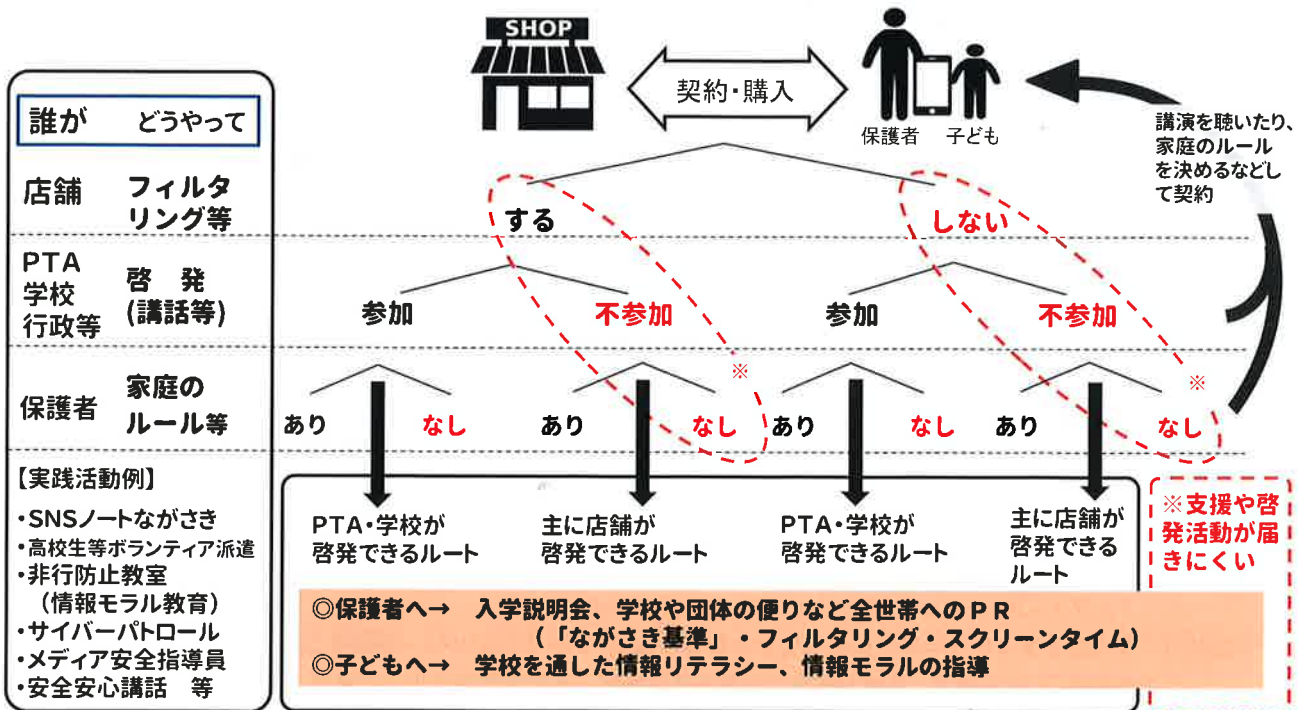 SHOP
契約・購入
保護者 子ども
講演を聴いたり、
家庭のルール
を決めるなどし
て契約
誰が どうやって
店舗 フィルタ
リング等
する しない
PTA
学校
行政等
啓 発
(講話等)
参加 不参加 参加 不参加
保護者
家庭の
ルール等
※ ※
あり なし あり なし あり なし あり なし
【実践活動例】
・SNSノートながさき
・高校生等ボランティア派遣
・非行防止教室
（情報モラル教育）
・サイバーパトロール
・メディア安全指導員
・安全安心講話 等
PTA・学校が
啓発できるルート
主に店舗が
啓発できるルート
PTA・学校が
啓発できるルート
主に店舗が
啓発できる
ルート
※支援や啓
発活動が届
きにくい
◎保護者へ→ 入学説明会、学校や団体の便りなど全世帯へのPR
（「ながさき基準」・フィルタリング・スクリーンタイム）
◎子どもへ→ 学校を通した情報リテラシー、情報モラルの指導